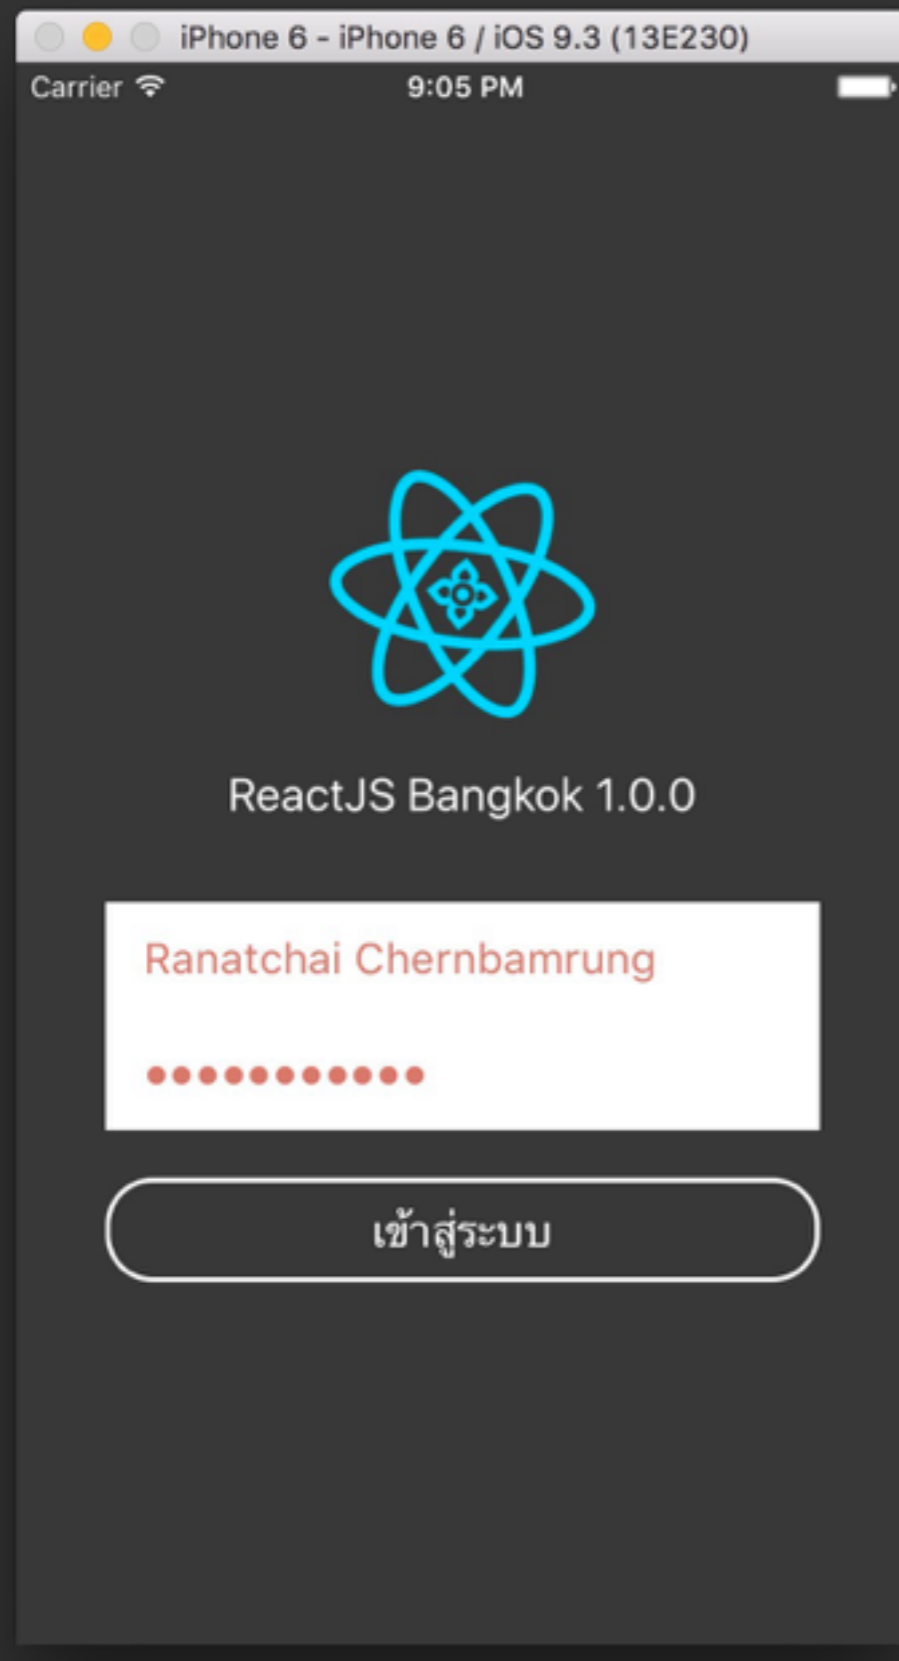 iPhone 6 - iPhone 6 / iOS 9.3 (13E230)
Carrier 9:05 PM
ReactJS Bangkok 1.0.0
Ranatchai Chernbamrung
•••••••••••
เข้าสู่ระบบ